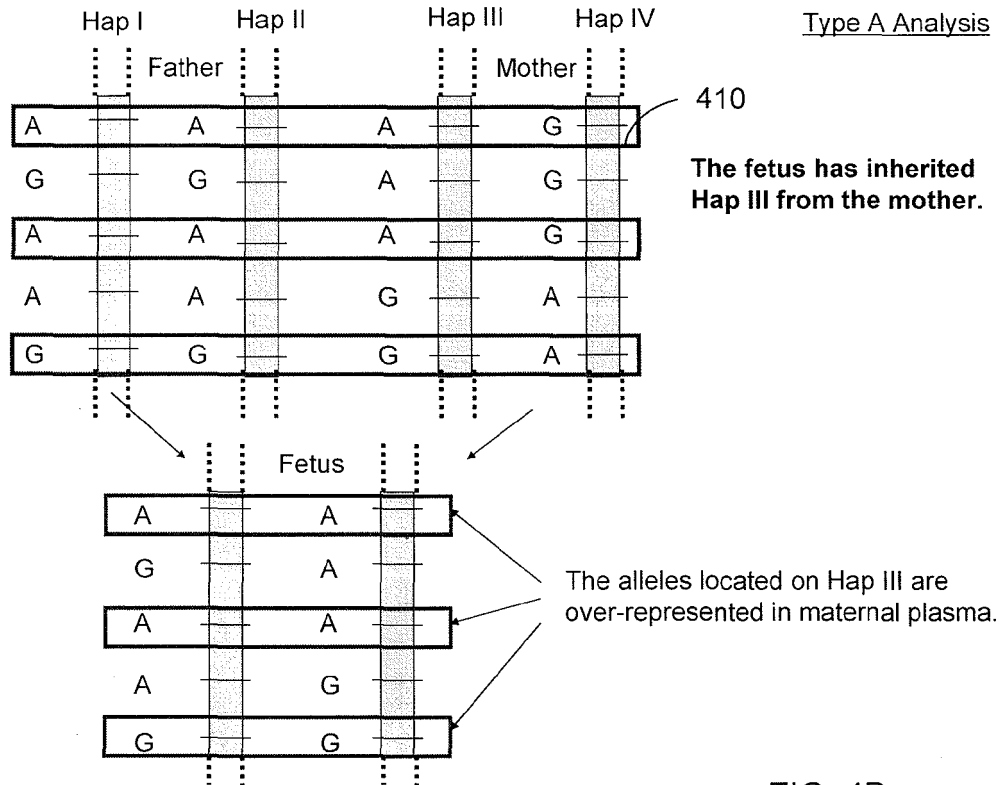 Hap I Hap II Hap III Hap IV Type A Analysis
Father Mother
410
A A A G
The fetus has inherited
G G A G
Hap III from the mother.
A A A G
A A G A
G G G A
Fetus
A A
G A
The alleles located on Hap III are
over-represented in maternal plasma.
A A
A G
G G